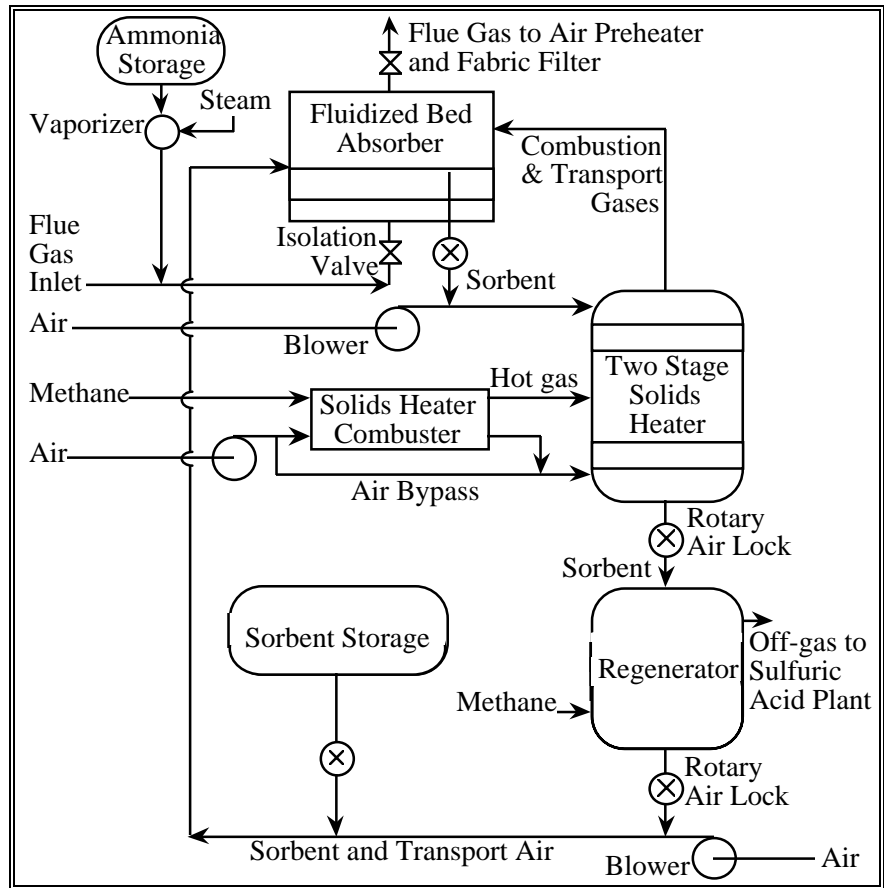 Ammonia
Storage
Flue Gas to Air Preheater
and Fabric Filter
Steam
Vaporizer
Fluidized Bed
Absorber
Combustion
& Transport
Gases
Flue
Gas
Inlet
Isolation
Valve
Sorbent
Air
Blower
Methane
Solids Heater
Combuster
Hot gas
Two Stage
Solids
Heater
Air
Air Bypass
Rotary
Air Lock
Sorbent
Sorbent Storage
Regenerator
Off-gas to
Sulfuric
Acid Plant
Methane
Rotary
Air Lock
Sorbent and Transport Air
Blower
Air